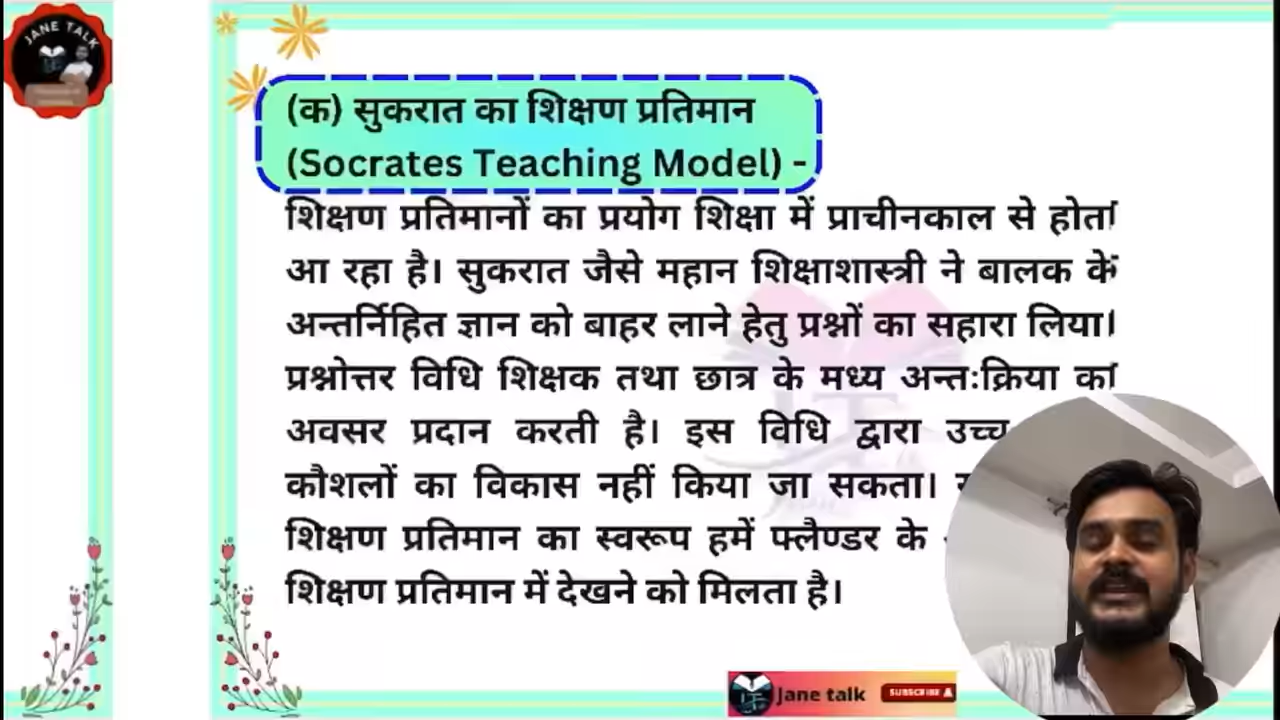 JANE TALK
(क) सुकरात का शिक्षण प्रतिमान
(Socrates Teaching Model) -
शिक्षण प्रतिमानों का प्रयोग शिक्षा में प्राचीनकाल से होता
आ रहा है। सुकरात जैसे महान शिक्षाशास्त्री ने बालक के
अन्तर्निहित ज्ञान को बाहर लाने हेतु प्रश्नों का सहारा लिया।
प्रश्नोत्तर विधि शिक्षक तथा छात्र के मध्य अन्तःक्रिया का
अवसर प्रदान करती है। इस विधि द्वारा उच्च
कौशलों का विकास नहीं किया जा सकता।
शिक्षण प्रतिमान का स्वरूप हमें फ्लैण्डर के
शिक्षण प्रतिमान में देखने को मिलता है।
Jane talk SUBSCRIBE